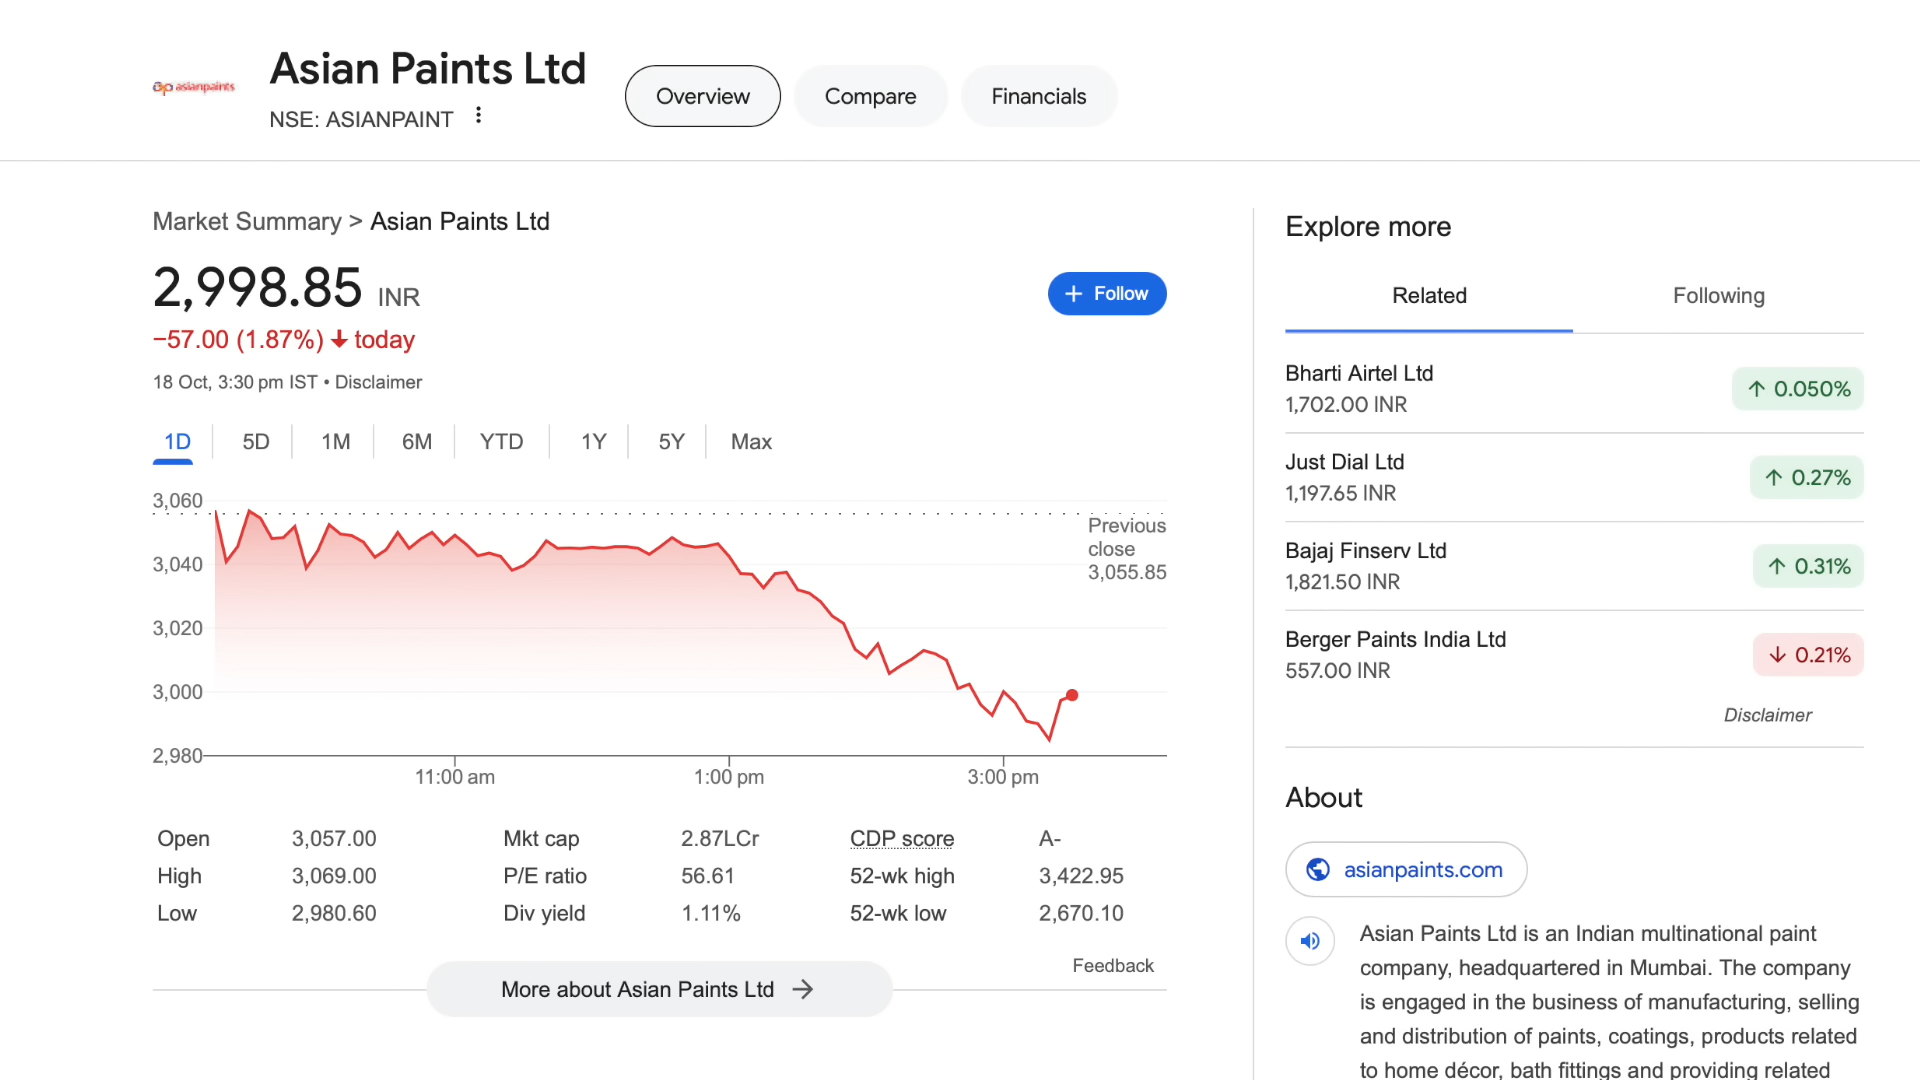 asianpaints
Asian Paints Ltd
NSE: ASIANPAINT
Overview
Compare
Financials
Market Summary > Asian Paints Ltd
2,998.85 INR
−57.00 (1.87%) ↓ today
18 Oct, 3:30 pm IST • Disclaimer
+ Follow
1D
5D
1M
6M
YTD
1Y
5Y
Max
3,060
3,040
3,020
3,000
2,980
Previous
close
3,055.85
11:00 am
1:00 pm
3:00 pm
Open 3,057.00
High 3,069.00
Low 2,980.60
Mkt cap 2.87LCr
P/E ratio 56.61
Div yield 1.11%
CDP score A-
52-wk high 3,422.95
52-wk low 2,670.10
Feedback
More about Asian Paints Ltd →
Explore more
Related
Following
Bharti Airtel Ltd
1,702.00 INR
↑ 0.050%
Just Dial Ltd
1,197.65 INR
↑ 0.27%
Bajaj Finserv Ltd
1,821.50 INR
↑ 0.31%
Berger Paints India Ltd
557.00 INR
↓ 0.21%
Disclaimer
About
asianpaints.com
Asian Paints Ltd is an Indian multinational paint
company, headquartered in Mumbai. The company
is engaged in the business of manufacturing, selling
and distribution of paints, coatings, products related
to home décor, bath fittings and providing related